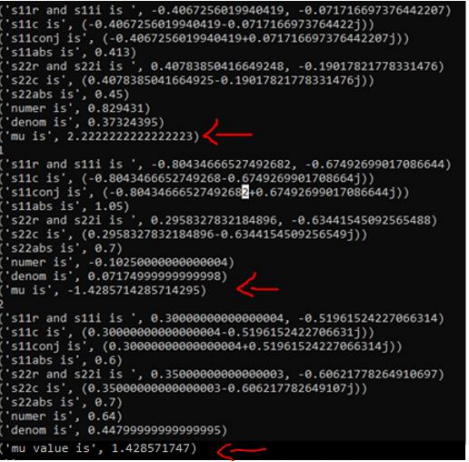 's11r and s11i is ', -0.4067256019940419, -0.071716697376442207)
's11c is', (-0.4067256019940419-0.0717166973764422j))
's11conj is', (-0.4067256019940419+0.071716697376442207j))
's11abs is', 0.413)
's22r and s22i is', 0.40783850416649248, -0.19017821778331476)
's22c is', (0.4078385041664925-0.19017821778331476j))
's22abs is', 0.45)
'numer is', 0.829431)
'denom is', 0.37324395)
'mu is', 2.2222222222222223)
1
's11r and s11i is ', -0.80434666527492682, -0.67492699017086644)
's11c is', (-0.8043466652749268-0.6749269901708664j))
's11conj is', (-0.80434666527492682+0.67492699017086644j))
's11abs is', 1.05)
's22r and s22i is', 0.2958327832184896, -0.63441545092565488)
's22c is', (0.2958327832184896-0.6344154509256549j))
's22abs is', 0.7)
'numer is', -0.10250000000000004)
'denom is', 0.07174999999999998)
'mu is', -1.4285714285714295)
2
's11r and s11i is ', 0.30000000000000004, -0.51961524227066314)
's11c is', (0.30000000000000004-0.5196152422706631j))
's11conj is', (0.30000000000000004+0.51961524227066314j))
's11abs is', 0.6)
's22r and s22i is', 0.35000000000000003, -0.60621778264910697)
's22c is', (0.35000000000000003-0.606217782649107j))
's22abs is', 0.7)
'numer is', 0.64)
'denom is', 0.44799999999999995)
('mu value is', 1.428571747)